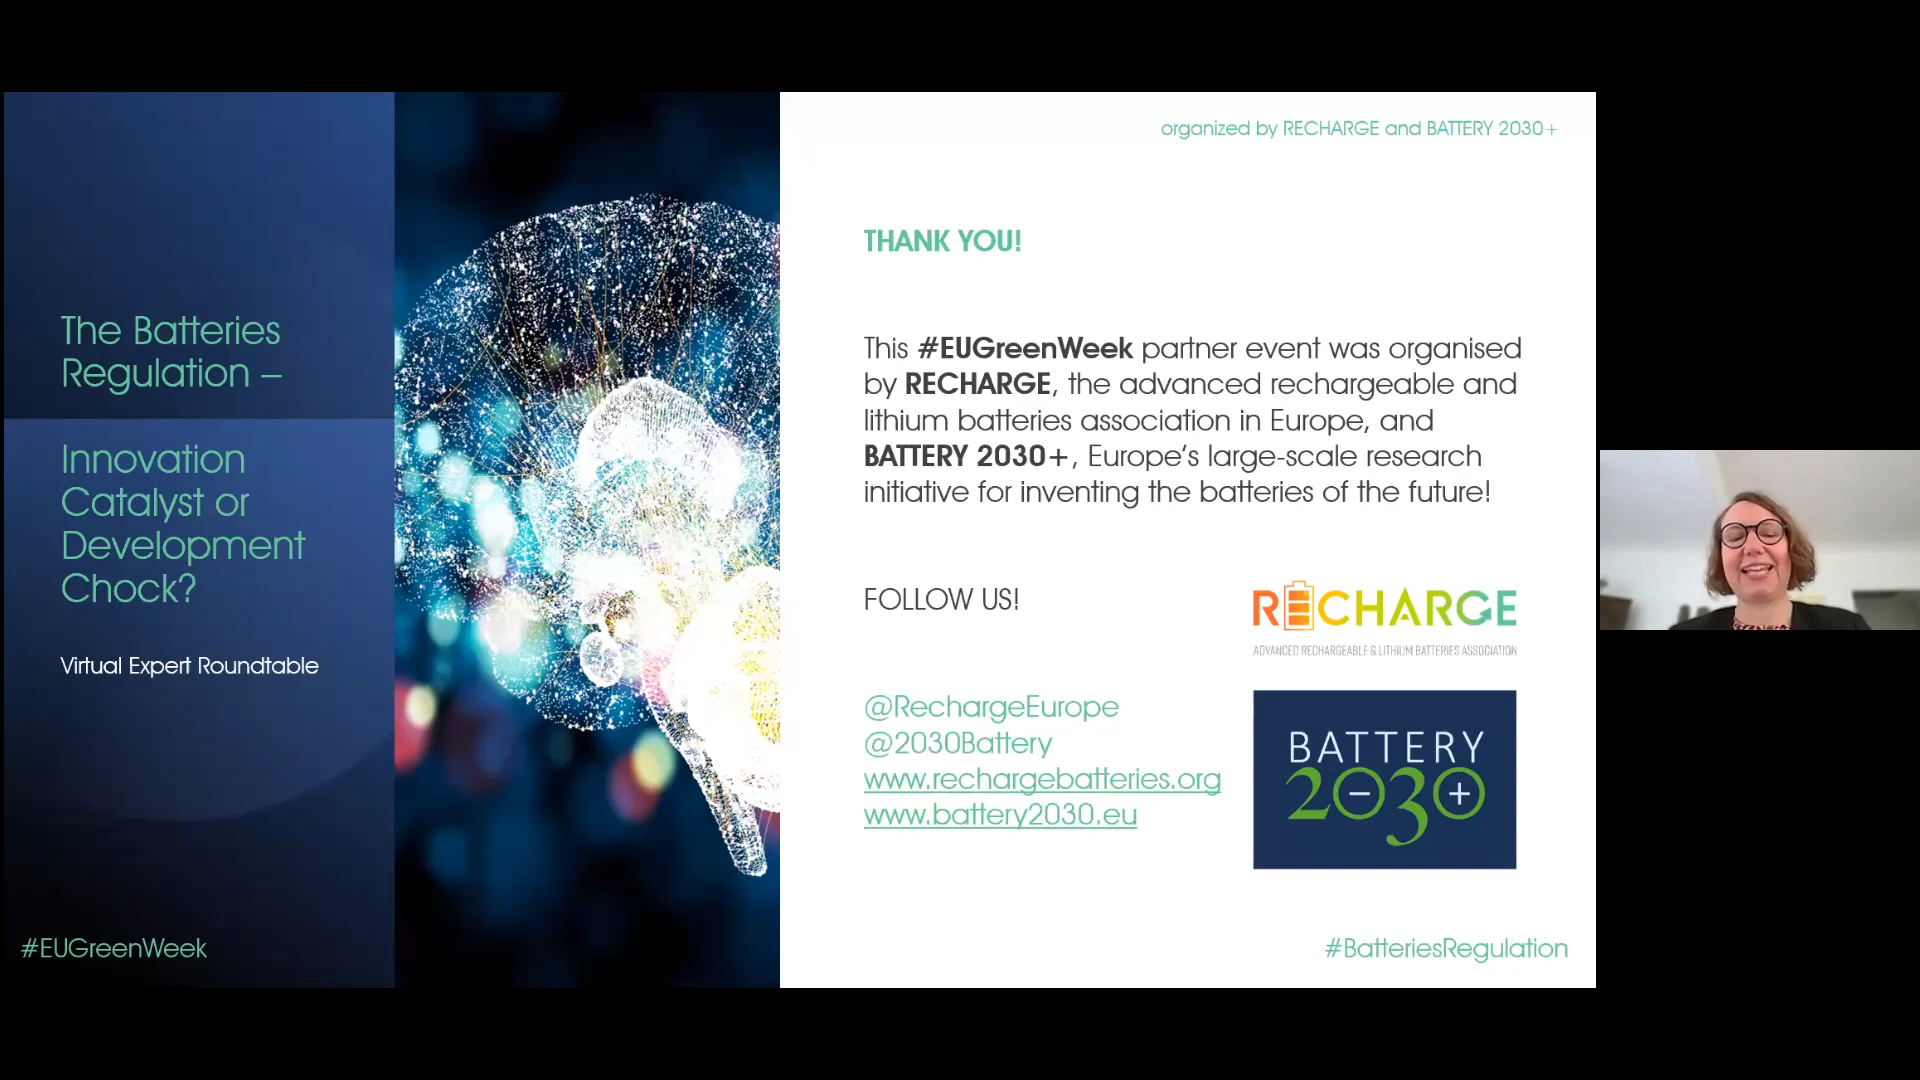 The Batteries
Regulation –
Innovation
Catalyst or
Development
Chock?
Virtual Expert Roundtable
#EUGreenWeek
organized by RECHARGE and BATTERY 2030+
THANK YOU!
This #EUGreenWeek partner event was organised
by RECHARGE, the advanced rechargeable and
lithium batteries association in Europe, and
BATTERY 2030+, Europe's large-scale research
initiative for inventing the batteries of the future!
FOLLOW US!
@RechargeEurope
@2030Battery
www.rechargebatteries.org
www.battery2030.eu
RECHARGE
ADVANCED RECHARGEABLE & LITHIUM BATTERIES ASSOCIATION
BATTERY
2030+
#BatteriesRegulation